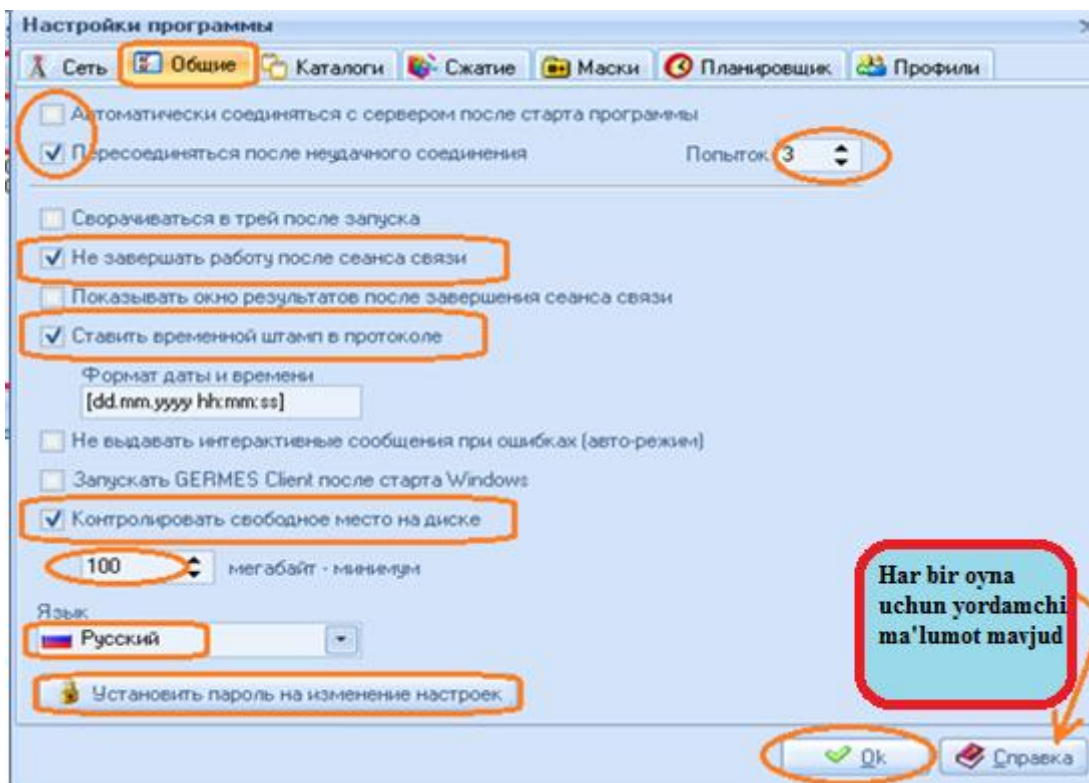 Настройки программы
Сеть Общие Каталоги Сжатие Маски Планировщик Профили
Автоматически соединяться с сервером после старта программы
Пересоединяться после неудачного соединения Попыток 3
Сворачиваться в трей после запуска
Не завершать работу после сеанса связи
Показывать окно результатов после завершения сеанса связи
Ставить временной штамп в протоколе
Формат даты и времени
[dd.mm.yyyy hh:mm:ss]
Не выдавать интерактивные сообщения при ошибках (авто-режим)
Запускать GERMES Client после старта Windows
Контролировать свободное место на диске
100 мегабайт - минимум
Har bir oyna
uchun yordamchi
ma'lumot mavjud
Язык
Русский
Установить пароль на изменение настроек
Ok Справка